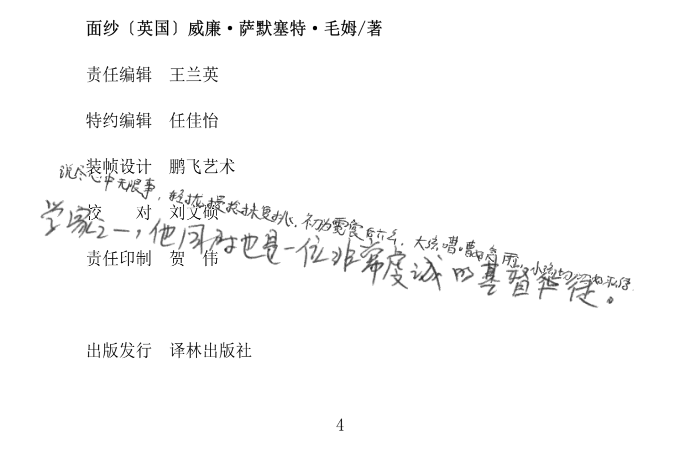 面纱〔英国〕威廉·萨默塞特·毛姆/著
责任编辑　王兰英
特约编辑　任佳怡
装帧设计　鹏飞艺术
说尽心中无限事，轻拢慢捻抹复挑，初为霓裳后六幺，大弦嘈嘈如急雨，小弦切切如私语
校　　对　刘文硕
学家之一，他同时也是一位非常虔诚的基督徒。
责任印制　贺　伟
出版发行　译林出版社
4